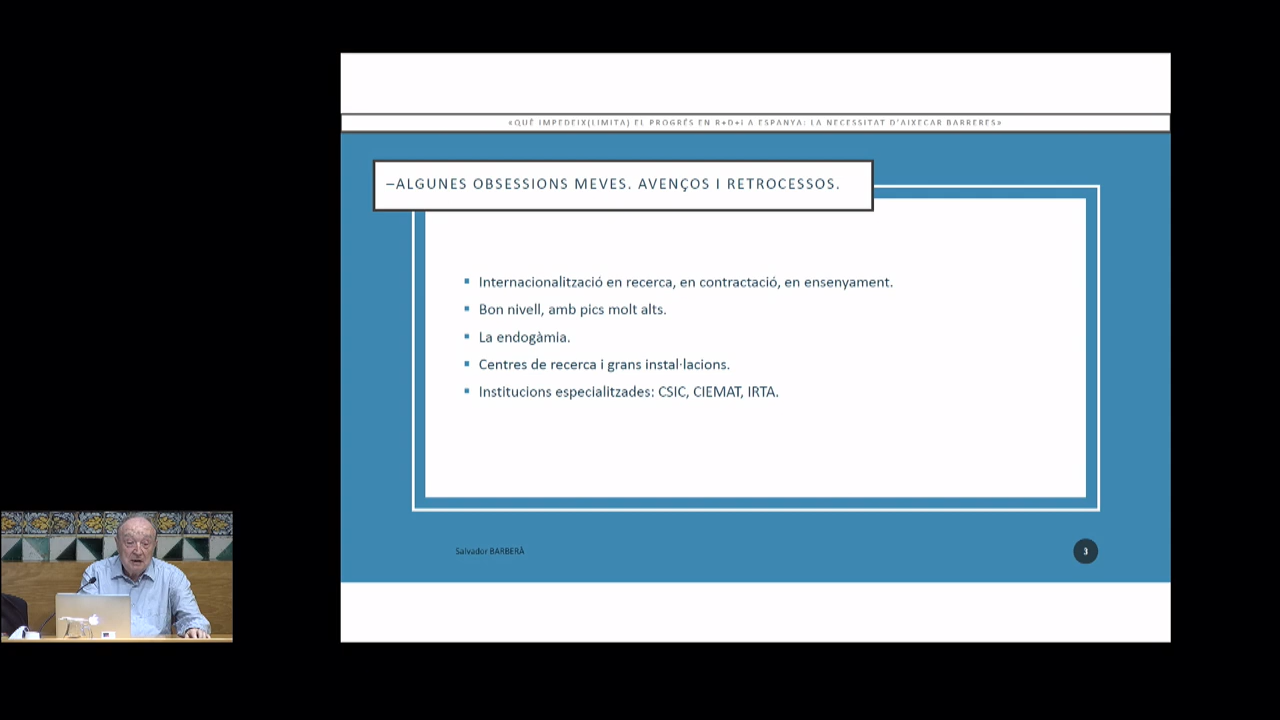 «QUÈ IMPEDEIX(LIMITA) EL PROGRÉS EN R+D+I A ESPANYA: LA NECESSITAT D'AIXECAR BARRERES»
–ALGUNES OBSESSIONS MEVES. AVENÇOS I RETROCESSOS.
▪ Internacionalització en recerca, en contractació, en ensenyament.
▪ Bon nivell, amb pics molt alts.
▪ La endogàmia.
▪ Centres de recerca i grans instal·lacions.
▪ Institucions especialitzades: CSIC, CIEMAT, IRTA.
Salvador BARBERÀ
3